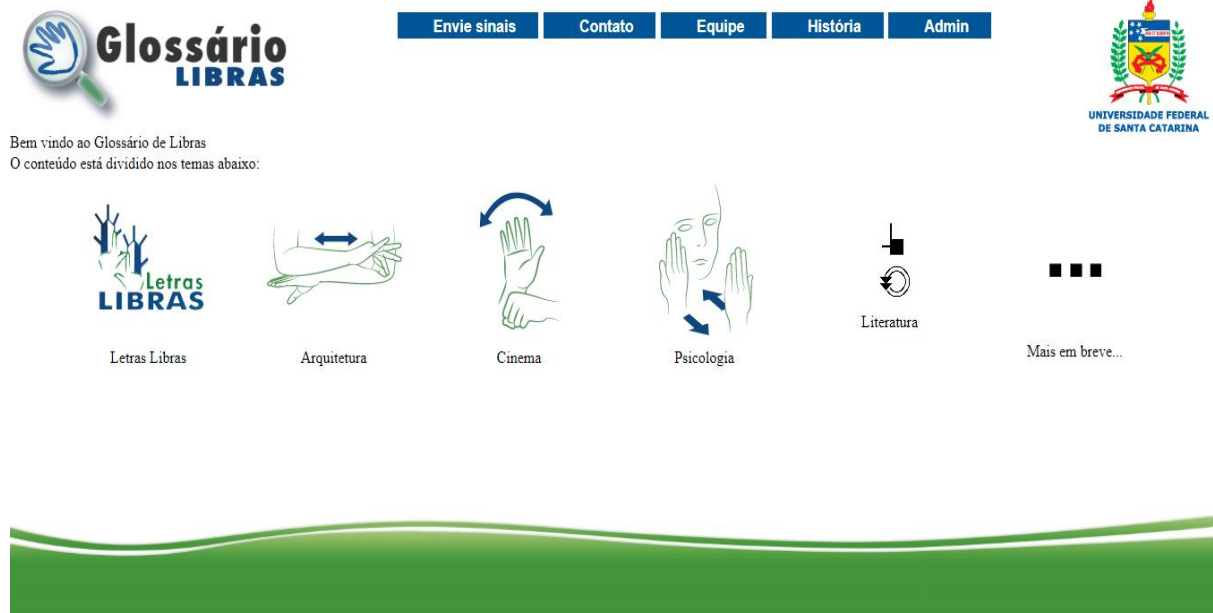 Glossário
LIBRAS
Envie sinais
Contato
Equipe
História
Admin
UNIVERSIDADE FEDERAL
DE SANTA CATARINA
Bem vindo ao Glossário de Libras
O conteúdo está dividido nos temas abaixo:
Letras
LIBRAS
Letras Libras
Arquitetura
Cinema
Psicologia
Literatura
Mais em breve...